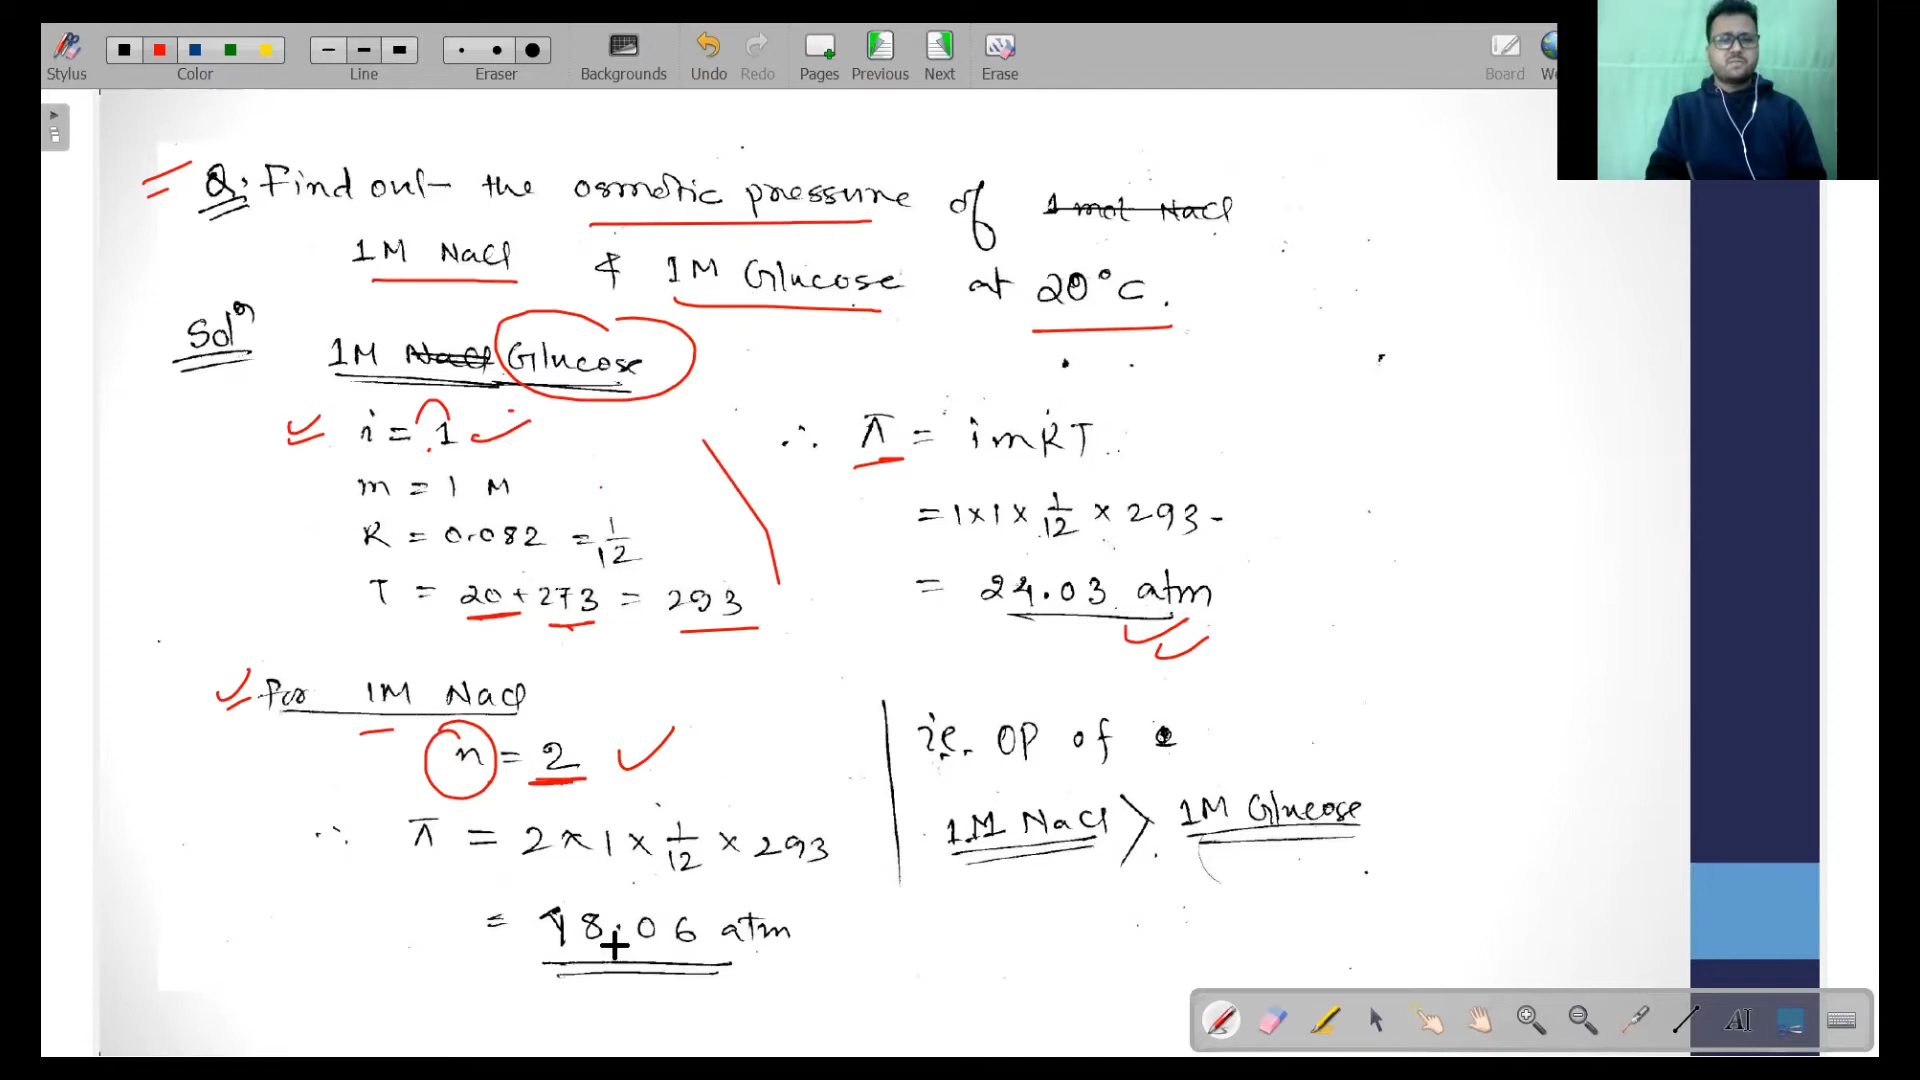 Stylus Color Line Eraser Backgrounds Undo Redo Pages Previous Next Erase Board
Q. Find out the osmotic pressure of 1 mol NaCl
1M NaCl & 1M Glucose at 20°C.
Solⁿ
1M NaCl Glucose
i = 1
m = 1 M
R = 0.082 = 1/12
T = 20 + 273 = 293
∴ π = imRT
= 1 × 1 × 1/12 × 293
= 24.03 atm
For 1M NaCl
n = 2
∴ π = 2 × 1 × 1/12 × 293
= 48.06 atm
ie. OP of
1M NaCl > 1M Glucose
AI